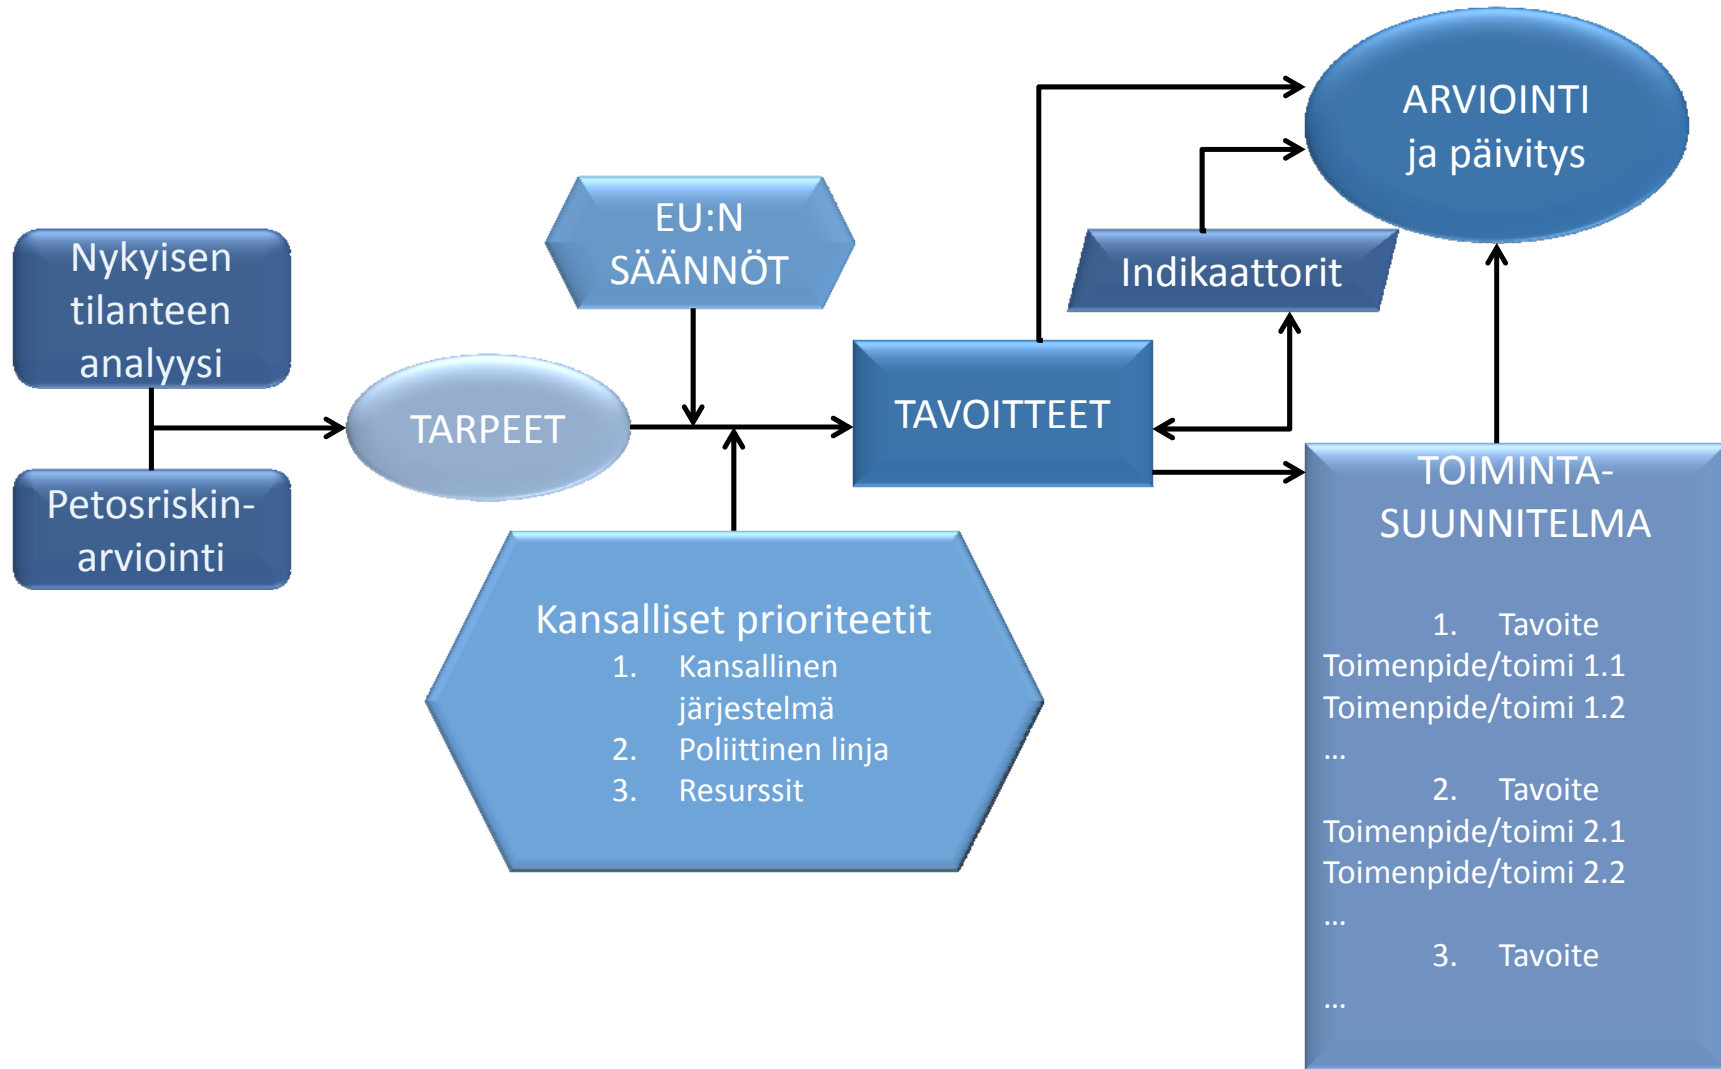 Nykyisen
tilanteen
analyysi
Petosriskin-
arviointi
TARPEET
EU:N
SÄÄNNÖT
Kansalliset prioriteetit
1. Kansallinen
järjestelmä
2. Poliittinen linja
3. Resurssit
TAVOITTEET
Indikaattorit
ARVIOINTI
ja päivitys
TOIMINTA-
SUUNNITELMA
1. Tavoite
Toimenpide/toimi 1.1
Toimenpide/toimi 1.2
…
2. Tavoite
Toimenpide/toimi 2.1
Toimenpide/toimi 2.2
…
3. Tavoite
…